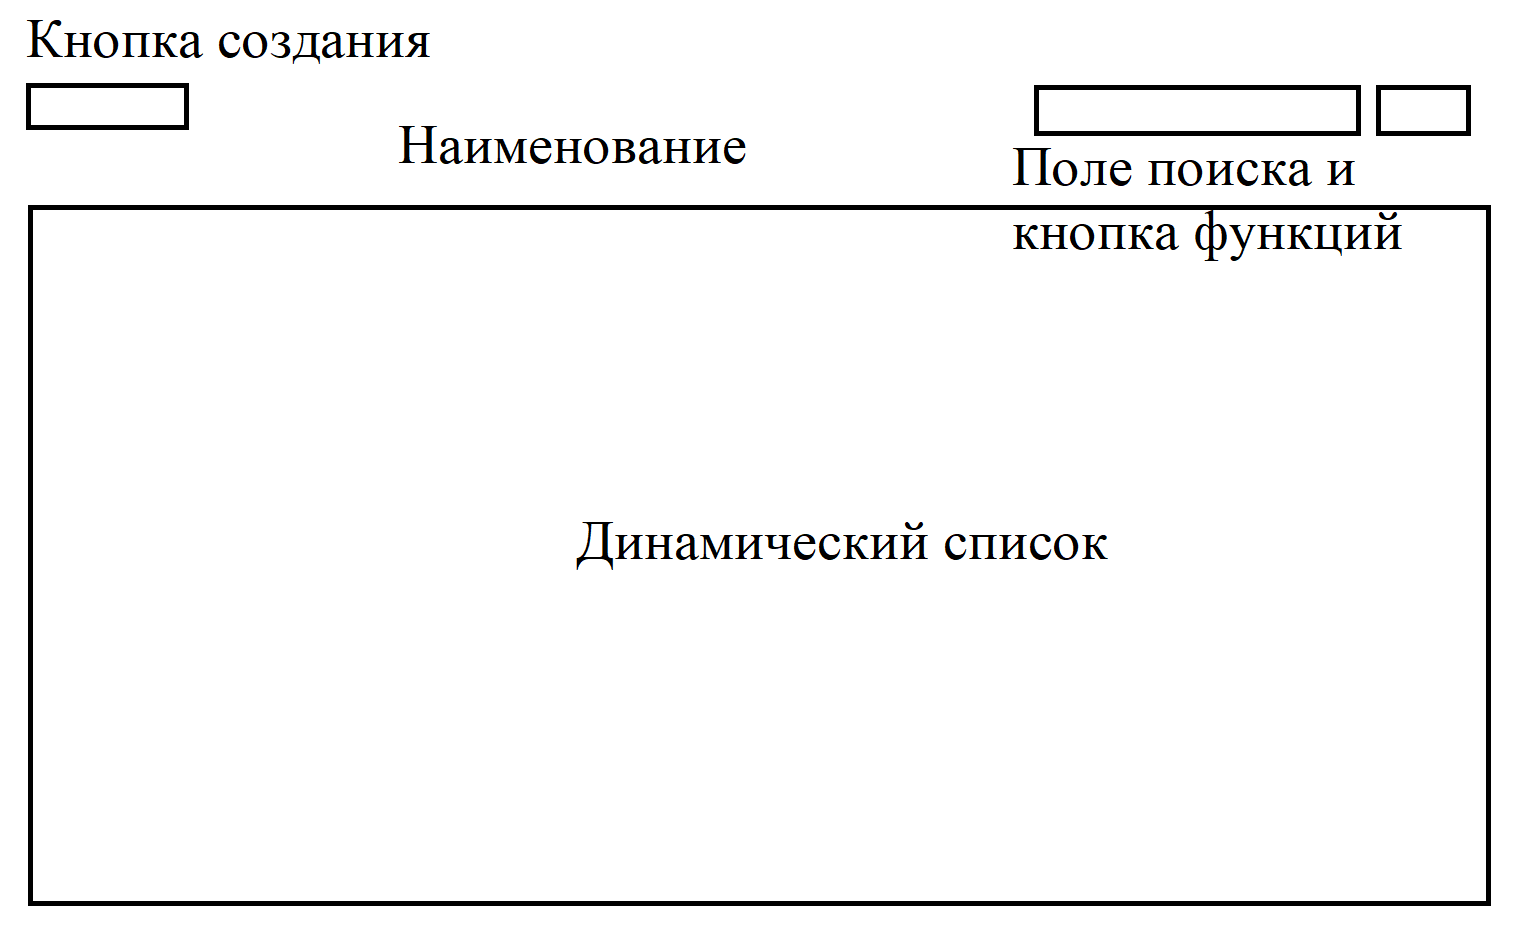 Кнопка создания
Наименование
Поле поиска и
кнопка функций
Динамический список